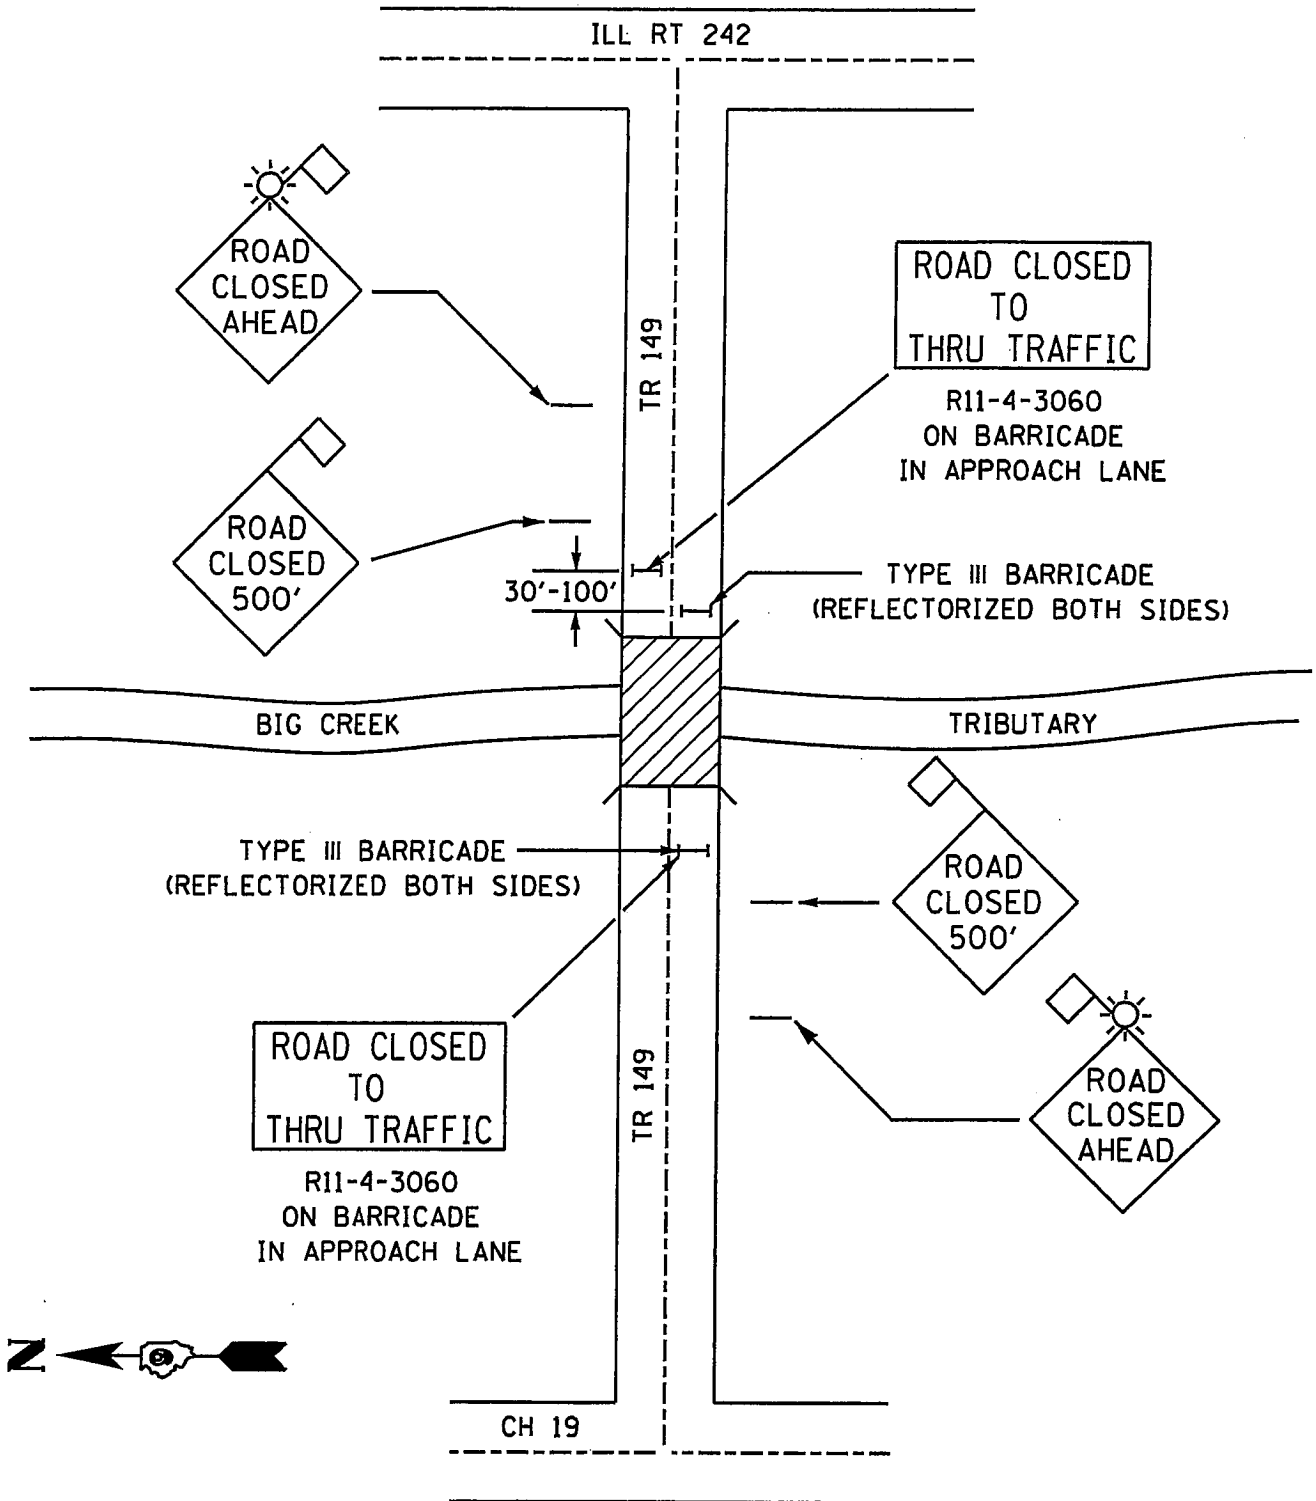 ILL RT 242
ROAD
CLOSED
AHEAD
ROAD CLOSED
TO
THRU TRAFFIC
R11-4-3060
ON BARRICADE
IN APPROACH LANE
TR 149
ROAD
CLOSED
500'
30'-100'
TYPE III BARRICADE
(REFLECTORIZED BOTH SIDES)
BIG CREEK
TRIBUTARY
TYPE III BARRICADE
(REFLECTORIZED BOTH SIDES)
ROAD
CLOSED
500'
ROAD CLOSED
TO
THRU TRAFFIC
R11-4-3060
ON BARRICADE
IN APPROACH LANE
TR 149
ROAD
CLOSED
AHEAD
N
CH 19